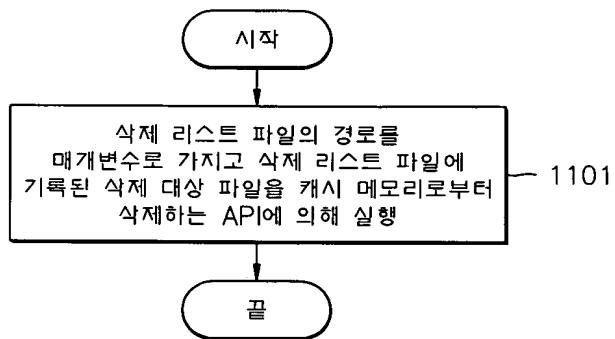 시작
삭제 리스트 파일의 경로를
매개변수로 가지고 삭제 리스트 파일에
기록된 삭제 대상 파일을 캐시 메모리로부터
삭제하는 API에 의해 실행
1101
끝